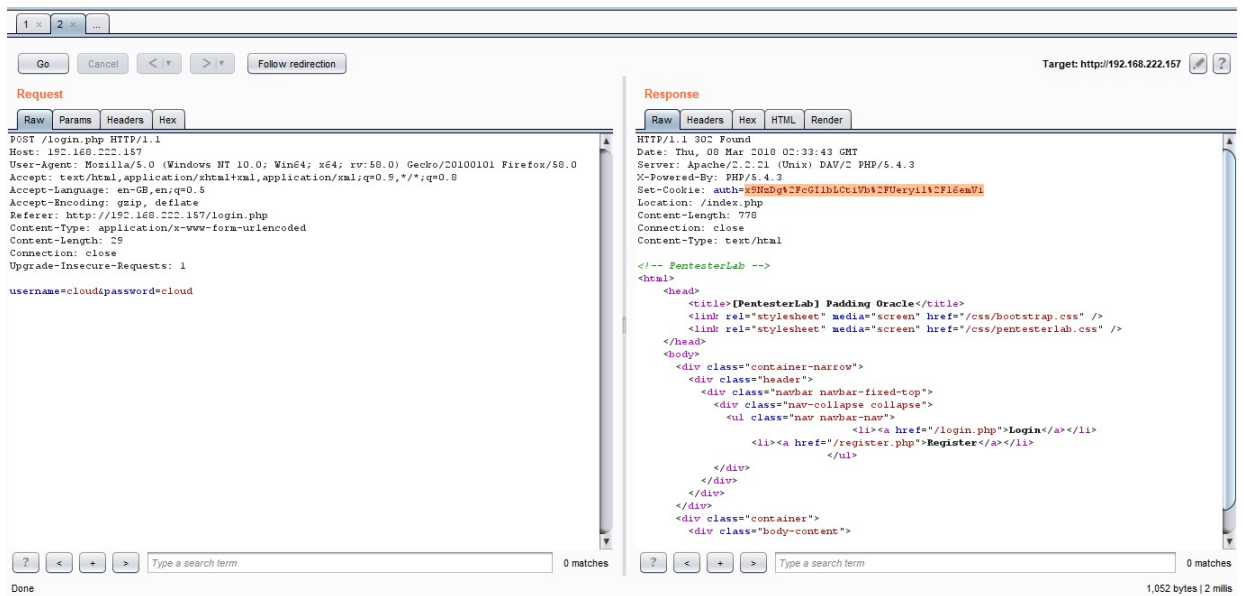 1 × 2 × ...
Go Cancel < > Follow redirection Target: http://192.168.222.157 ?
Request
Raw Params Headers Hex
POST /login.php HTTP/1.1
Host: 192.168.222.157
User-Agent: Mozilla/5.0 (Windows NT 10.0; Win64; x64; rv:58.0) Gecko/20100101 Firefox/58.0
Accept: text/html,application/xhtml+xml,application/xml;q=0.9,*/*;q=0.8
Accept-Language: en-GB,en;q=0.5
Accept-Encoding: gzip, deflate
Referer: http://192.168.222.157/login.php
Content-Type: application/x-www-form-urlencoded
Content-Length: 29
Connection: close
Upgrade-Insecure-Requests: 1
username=cloud&password=cloud
? < + > Type a search term 0 matches
Done
Response
Raw Headers Hex HTML Render
HTTP/1.1 302 Found
Date: Thu, 08 Mar 2018 02:33:43 GMT
Server: Apache/2.2.21 (Unix) DAV/2 PHP/5.4.3
X-Powered-By: PHP/5.4.3
Set-Cookie: auth=x9NzDg%2FcGI1bLCtiVb%2FUeryil%2Fl6emVi
Location: /index.php
Content-Length: 778
Connection: close
Content-Type: text/html
<!-- PentesterLab -->
<html>
<head>
<title>[PentesterLab] Padding Oracle</title>
<link rel="stylesheet" media="screen" href="/css/bootstrap.css" />
<link rel="stylesheet" media="screen" href="/css/pentesterlab.css" />
</head>
<body>
<div class="container-narrow">
<div class="header">
<div class="navbar navbar-fixed-top">
<div class="nav-collapse collapse">
<ul class="nav navbar-nav">
<li><a href="/login.php">Login</a></li>
<li><a href="/register.php">Register</a></li>
</ul>
</div>
</div>
</div>
</div>
<div class="container">
<div class="body-content">
? < + > Type a search term 0 matches
1,052 bytes | 2 millis